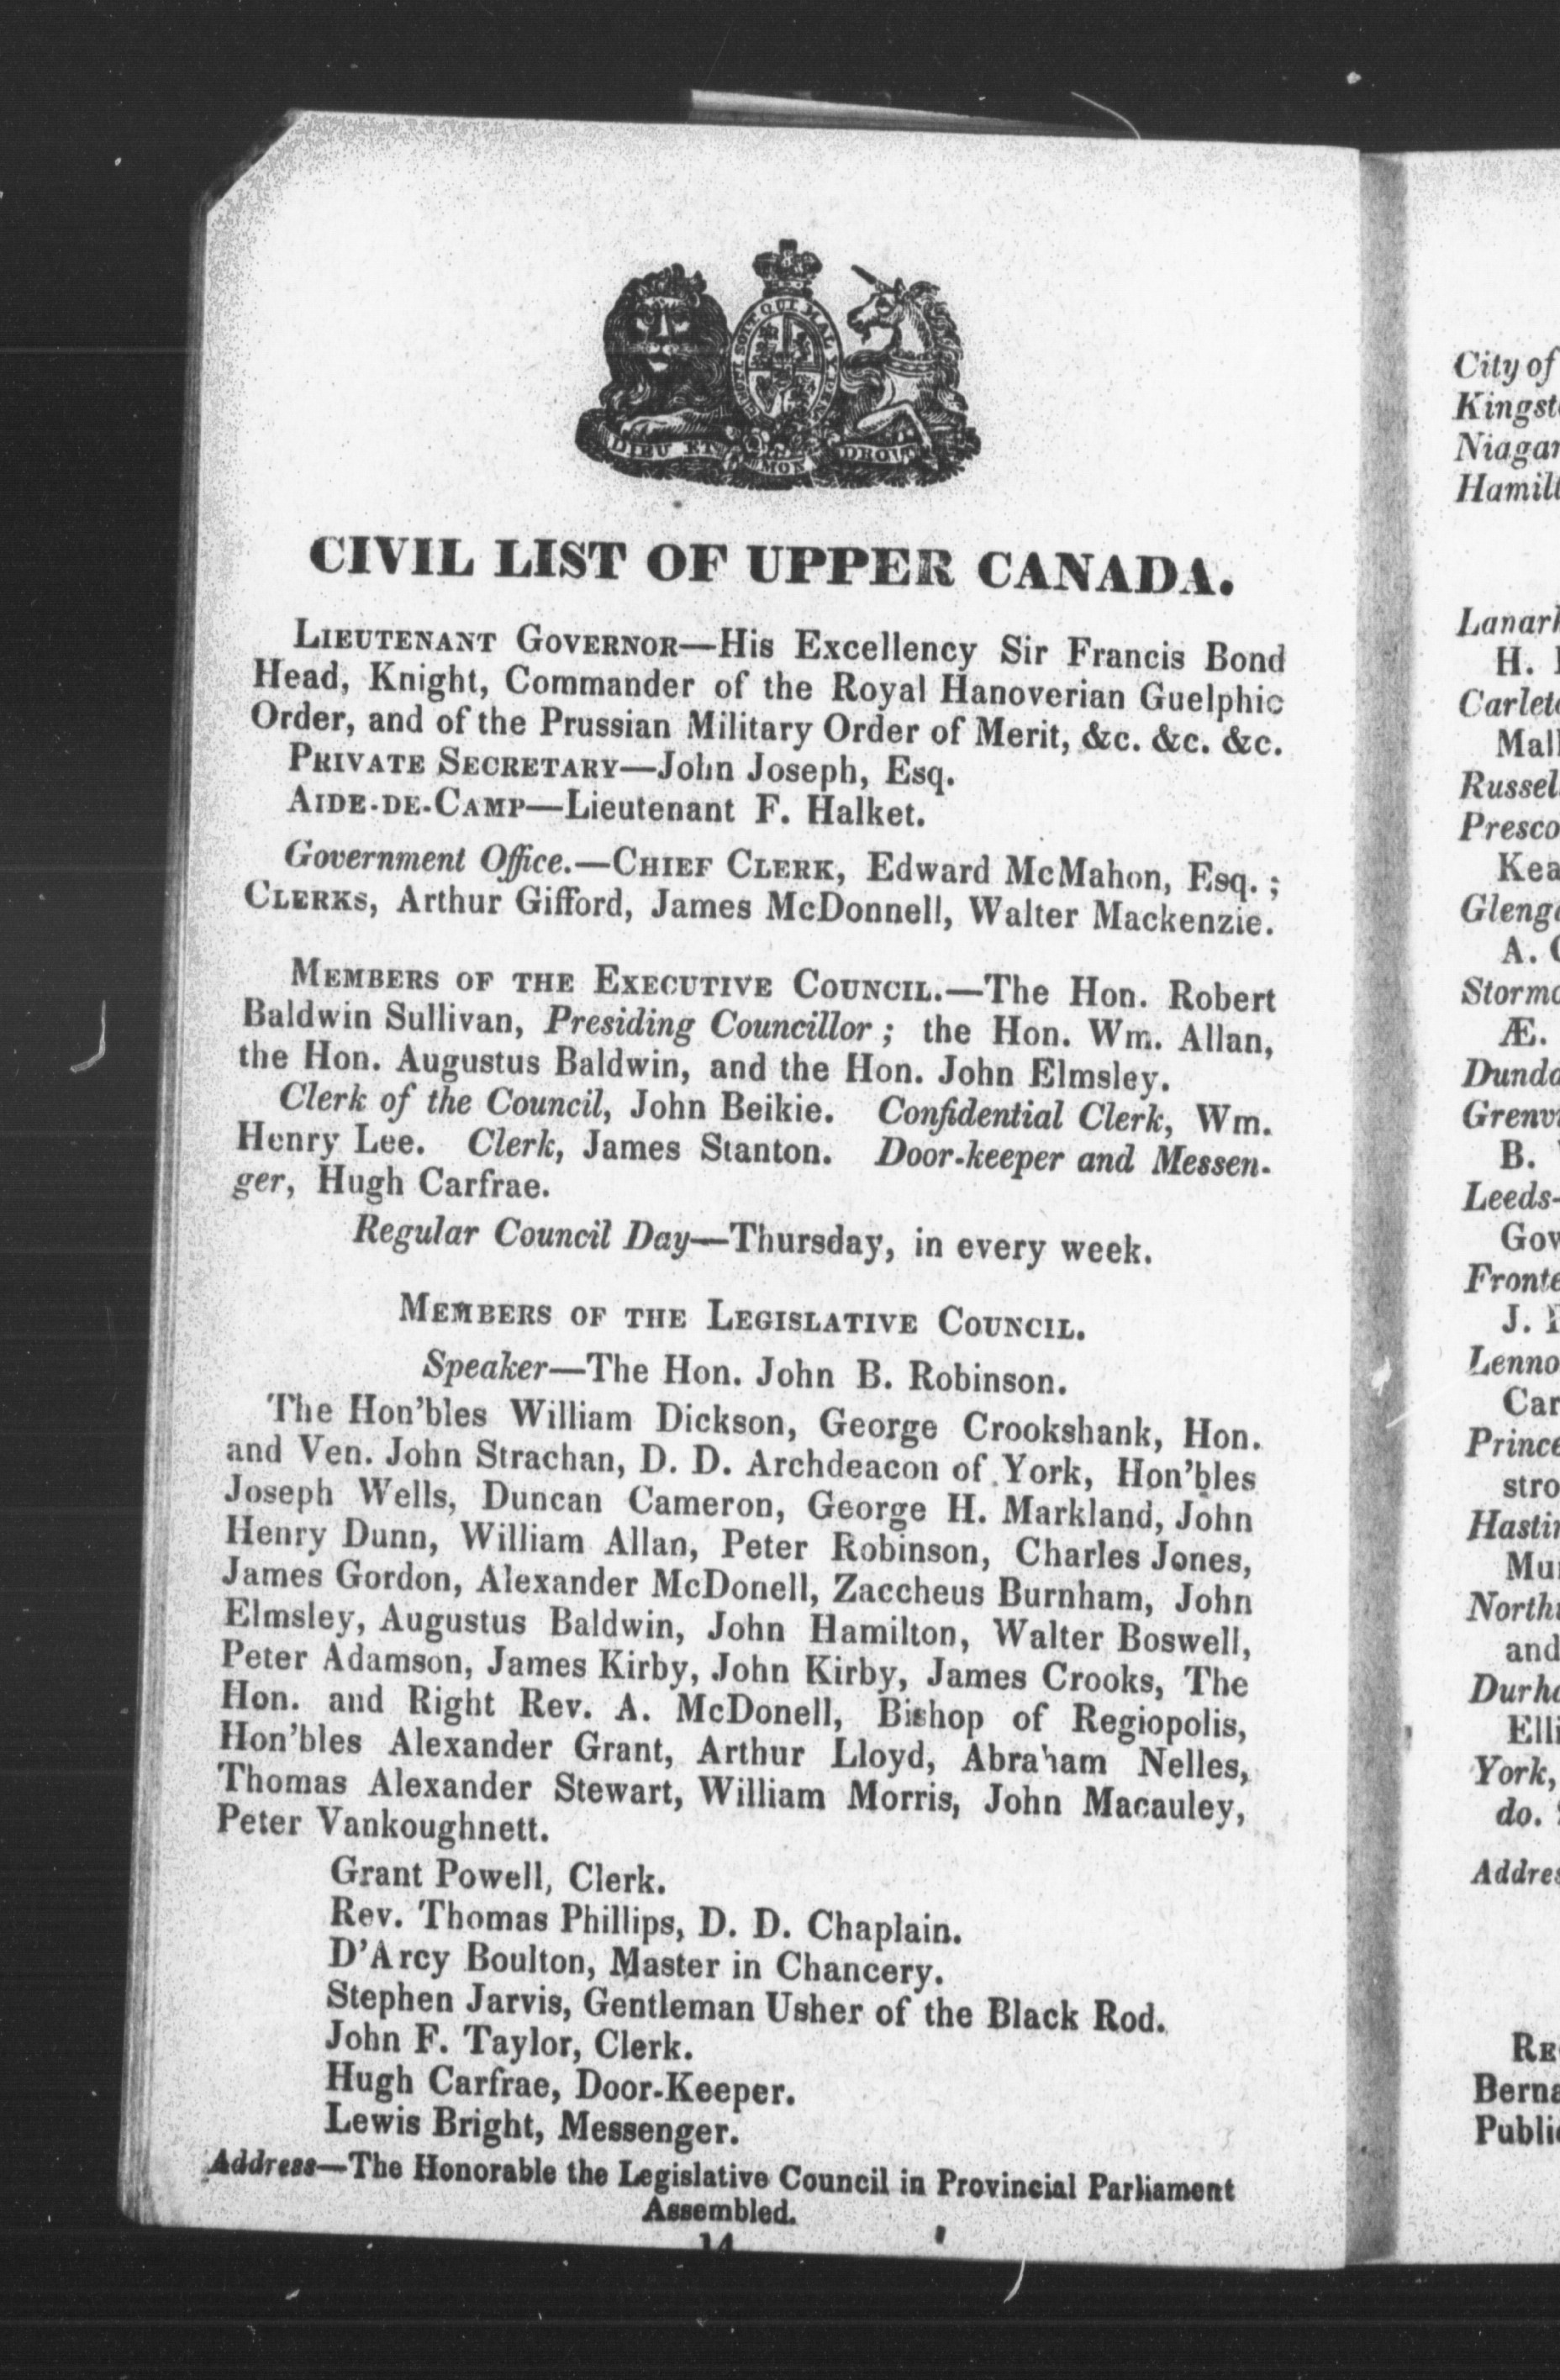 DIEU ET MON DROIT
CIVIL LIST OF UPPER CANADA.
LIEUTENANT GOVERNOR—His Excellency Sir Francis Bond
Head, Knight, Commander of the Royal Hanoverian Guelphic
Order, and of the Prussian Military Order of Merit, &c. &c. &c.
PRIVATE SECRETARY—John Joseph, Esq.
AIDE-DE-CAMP—Lieutenant F. Halket.
Government Office.—CHIEF CLERK, Edward McMahon, Esq. ;
CLERKS, Arthur Gifford, James McDonnell, Walter Mackenzie.
MEMBERS OF THE EXECUTIVE COUNCIL.—The Hon. Robert
Baldwin Sullivan, Presiding Councillor ; the Hon. Wm. Allan,
the Hon. Augustus Baldwin, and the Hon. John Elmsley.
Clerk of the Council, John Beikie. Confidential Clerk, Wm.
Henry Lee. Clerk, James Stanton. Door-keeper and Messen-
ger, Hugh Carfrae.
Regular Council Day—Thursday, in every week.
MEMBERS OF THE LEGISLATIVE COUNCIL.
Speaker—The Hon. John B. Robinson.
The Hon'bles William Dickson, George Crookshank, Hon.
and Ven. John Strachan, D. D. Archdeacon of York, Hon'bles
Joseph Wells, Duncan Cameron, George H. Markland, John
Henry Dunn, William Allan, Peter Robinson, Charles Jones,
James Gordon, Alexander McDonell, Zaccheus Burnham, John
Elmsley, Augustus Baldwin, John Hamilton, Walter Boswell,
Peter Adamson, James Kirby, John Kirby, James Crooks, The
Hon. and Right Rev. A. McDonell, Bishop of Regiopolis,
Hon'bles Alexander Grant, Arthur Lloyd, Abraham Nelles,
Thomas Alexander Stewart, William Morris, John Macauley,
Peter Vankoughnett.
Grant Powell, Clerk.
Rev. Thomas Phillips, D. D. Chaplain.
D'Arcy Boulton, Master in Chancery.
Stephen Jarvis, Gentleman Usher of the Black Rod.
John F. Taylor, Clerk.
Hugh Carfrae, Door-Keeper.
Lewis Bright, Messenger.
Address—The Honorable the Legislative Council in Provincial Parliament
Assembled.
City of
H.
A.
Æ.
B.
Leeds-
J.
and
York,
do.